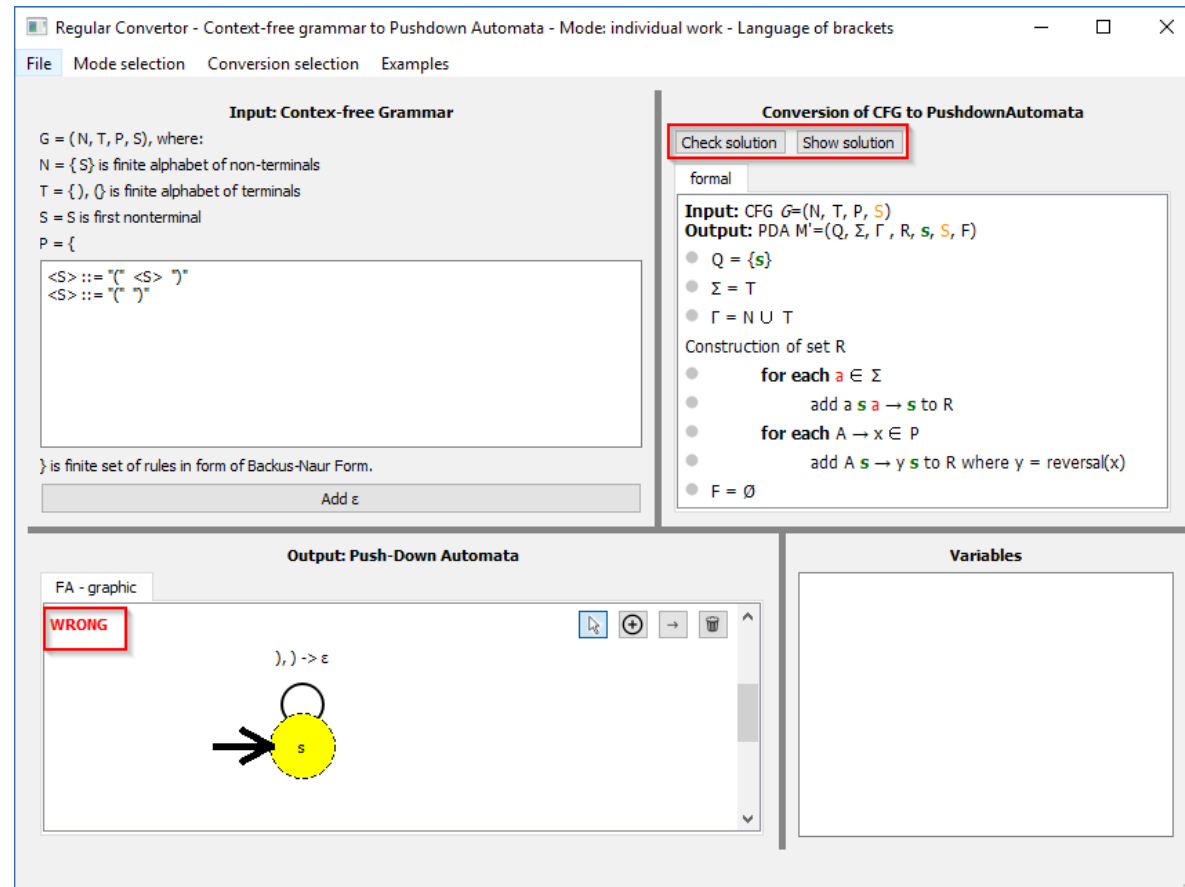 Regular Convertor - Context-free grammar to Pushdown Automata - Mode: individual work - Language of brackets
File Mode selection Conversion selection Examples
Input: Contex-free Grammar
G = (N, T, P, S), where:
N = { S} is finite alphabet of non-terminals
T = { ), (} is finite alphabet of terminals
S = S is first nonterminal
P = {
<S> ::= "(" <S> ")"
<S> ::= "(" ")"
} is finite set of rules in form of Backus-Naur Form.
Add ε
Conversion of CFG to PushdownAutomata
Check solution Show solution
formal
Input: CFG G=(N, T, P, S)
Output: PDA M'=(Q, Σ, Γ , R, s, S, F)
Q = {s}
Σ = T
Γ = N ∪ T
Construction of set R
for each a ∈ Σ
add a s a → s to R
for each A → x ∈ P
add A s → y s to R where y = reversal(x)
F = Ø
Output: Push-Down Automata
FA - graphic
WRONG
), ) -> ε
s
Variables